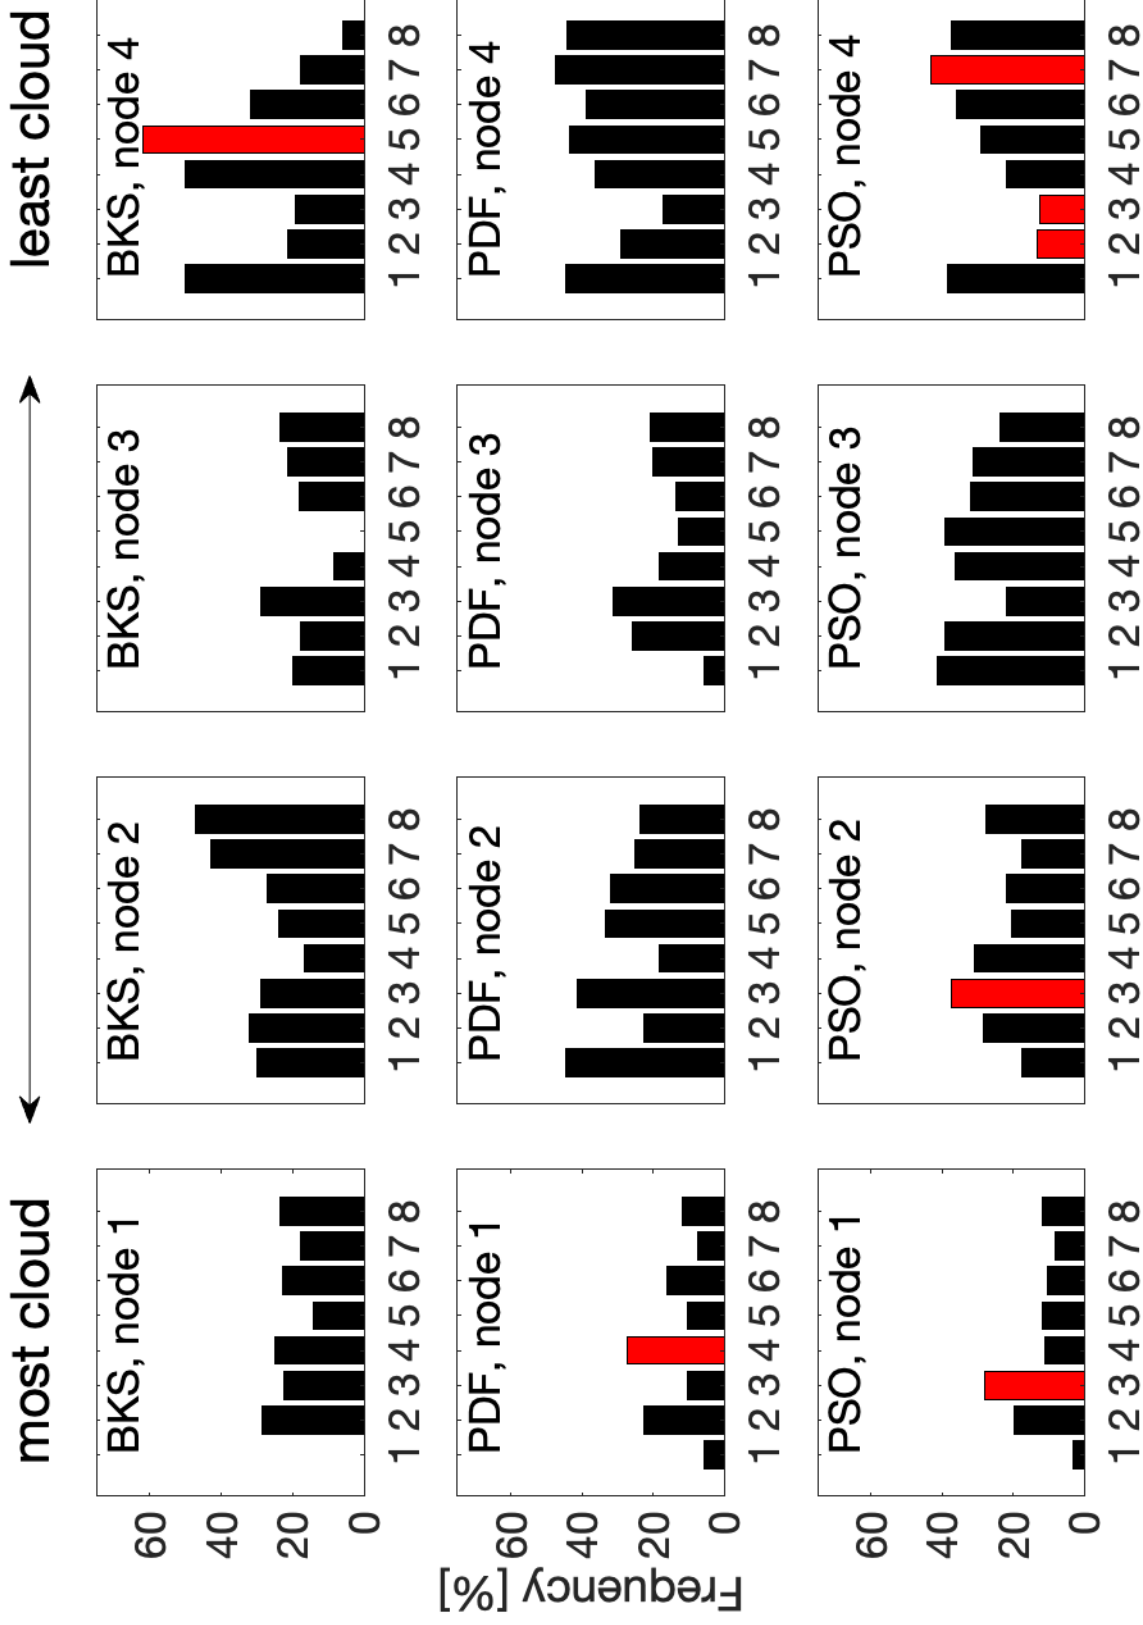 most cloud
least cloud
BKS, node 1
BKS, node 2
BKS, node 3
BKS, node 4
60
40
20
0
1 2 3 4 5 6 7 8
1 2 3 4 5 6 7 8
1 2 3 4 5 6 7 8
1 2 3 4 5 6 7 8
Frequency [%]
PDF, node 1
PDF, node 2
PDF, node 3
PDF, node 4
60
40
20
0
1 2 3 4 5 6 7 8
1 2 3 4 5 6 7 8
1 2 3 4 5 6 7 8
1 2 3 4 5 6 7 8
PSO, node 1
PSO, node 2
PSO, node 3
PSO, node 4
60
40
20
0
1 2 3 4 5 6 7 8
1 2 3 4 5 6 7 8
1 2 3 4 5 6 7 8
1 2 3 4 5 6 7 8